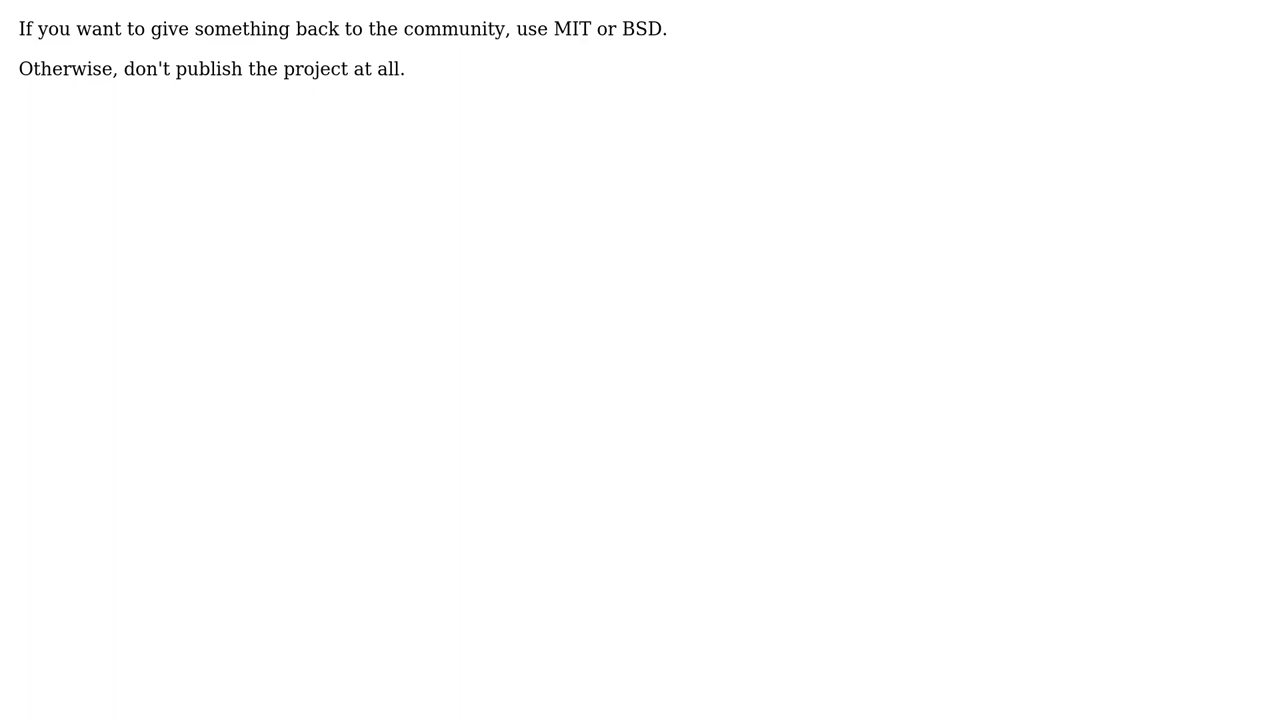 If you want to give something back to the community, use MIT or BSD.
Otherwise, don't publish the project at all.